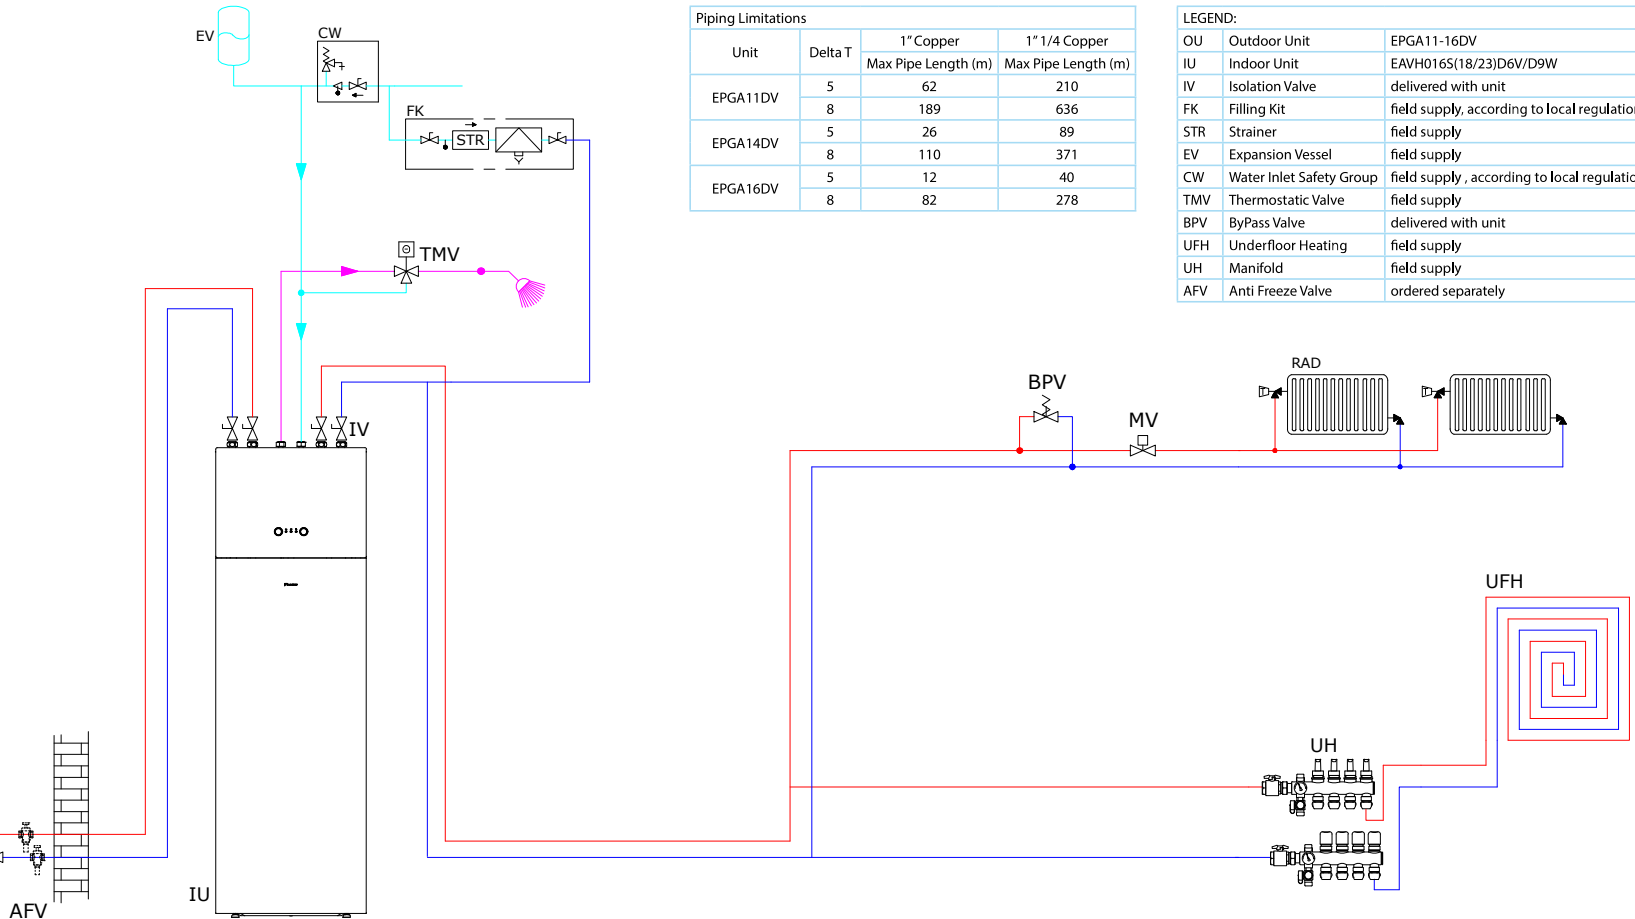 EV
CW
FK
STR
TMV
IV
IU
AFV
Piping Limitations
Unit Delta T 1" Copper 1" 1/4 Copper
Max Pipe Length (m) Max Pipe Length (m)
EPGA11DV 5 62 210
8 189 636
EPGA14DV 5 26 89
8 110 371
EPGA16DV 5 12 40
8 82 278
LEGEND:
OU Outdoor Unit EPGA11-16DV
IU Indoor Unit EAVH016S(18/23)D6V/D9W
IV Isolation Valve delivered with unit
FK Filling Kit field supply, according to local regulation
STR Strainer field supply
EV Expansion Vessel field supply
CW Water Inlet Safety Group field supply , according to local regulatio
TMV Thermostatic Valve field supply
BPV ByPass Valve delivered with unit
UFH Underfloor Heating field supply
UH Manifold field supply
AFV Anti Freeze Valve ordered separately
BPV
MV
RAD
UFH
UH